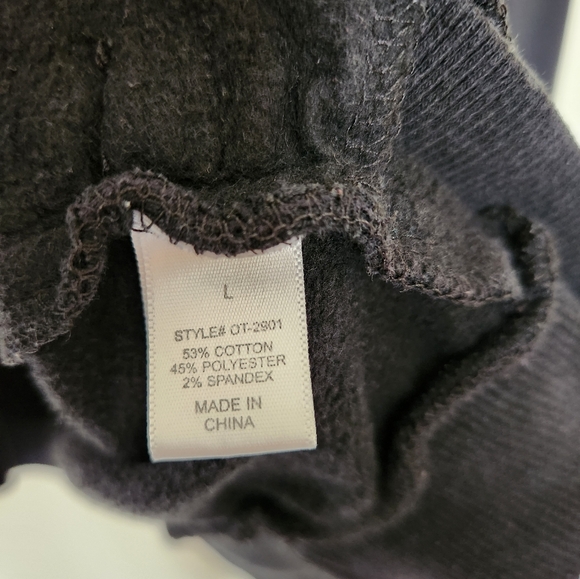 L
STYLE# OT-2901
53% COTTON
45% POLYESTER
2% SPANDEX
MADE IN
CHINA